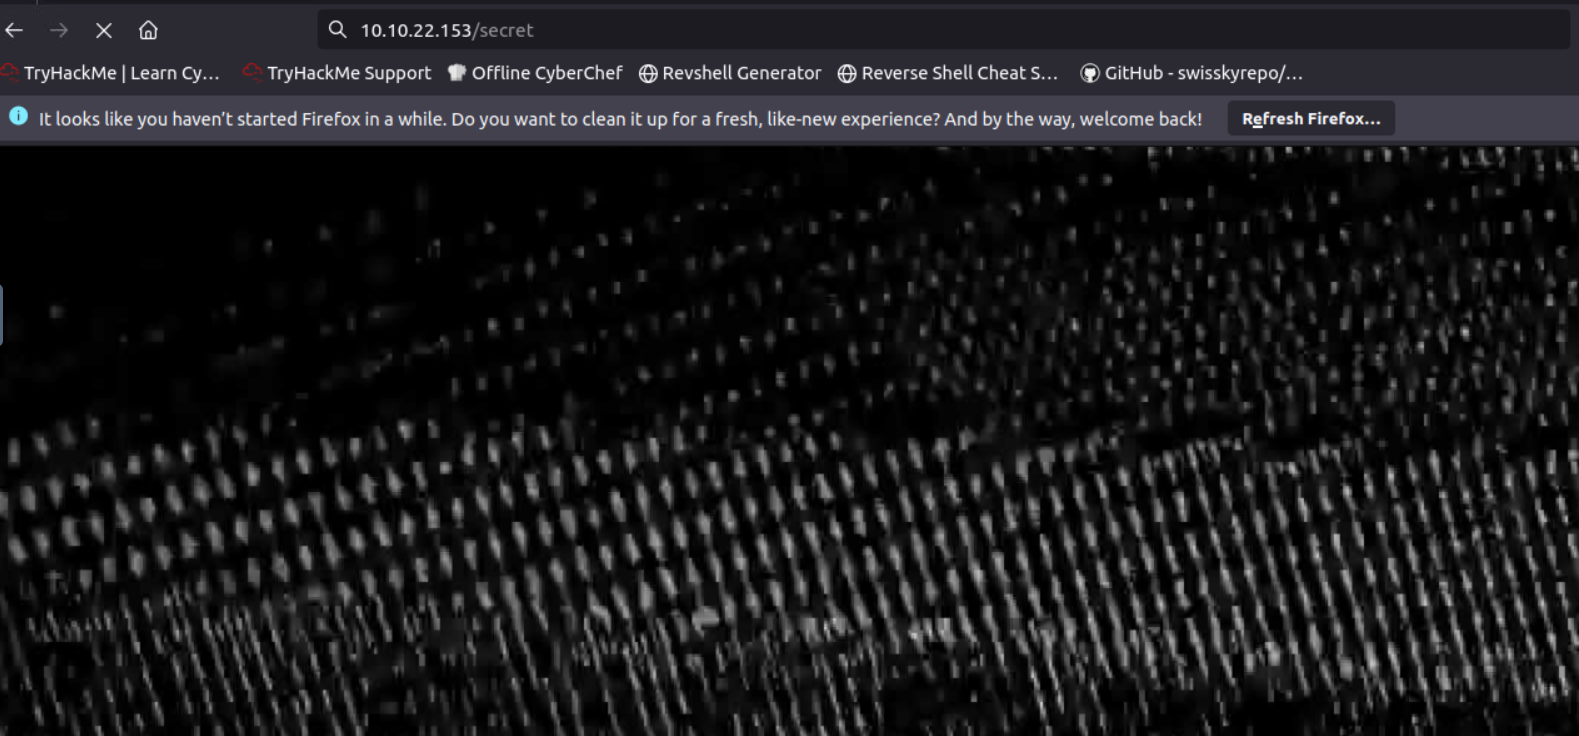 10.10.22.153/secret
TryHackMe | Learn Cy... TryHackMe Support Offline CyberChef Revshell Generator Reverse Shell Cheat S... GitHub - swisskyrepo/...
It looks like you haven't started Firefox in a while. Do you want to clean it up for a fresh, like-new experience? And by the way, welcome back! Refresh Firefox...